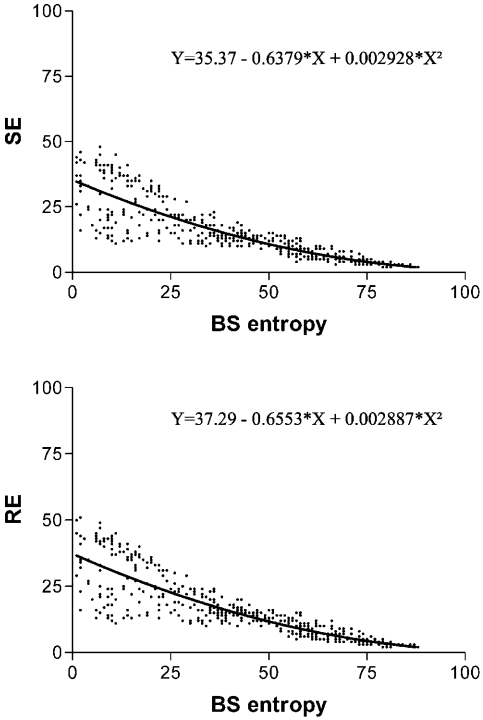 100
Y=35.37 - 0.6379*X + 0.002928*X²
75
SE
50
25
0
0 25 50 75 100
BS entropy
100
Y=37.29 - 0.6553*X + 0.002887*X²
75
RE
50
25
0
0 25 50 75 100
BS entropy